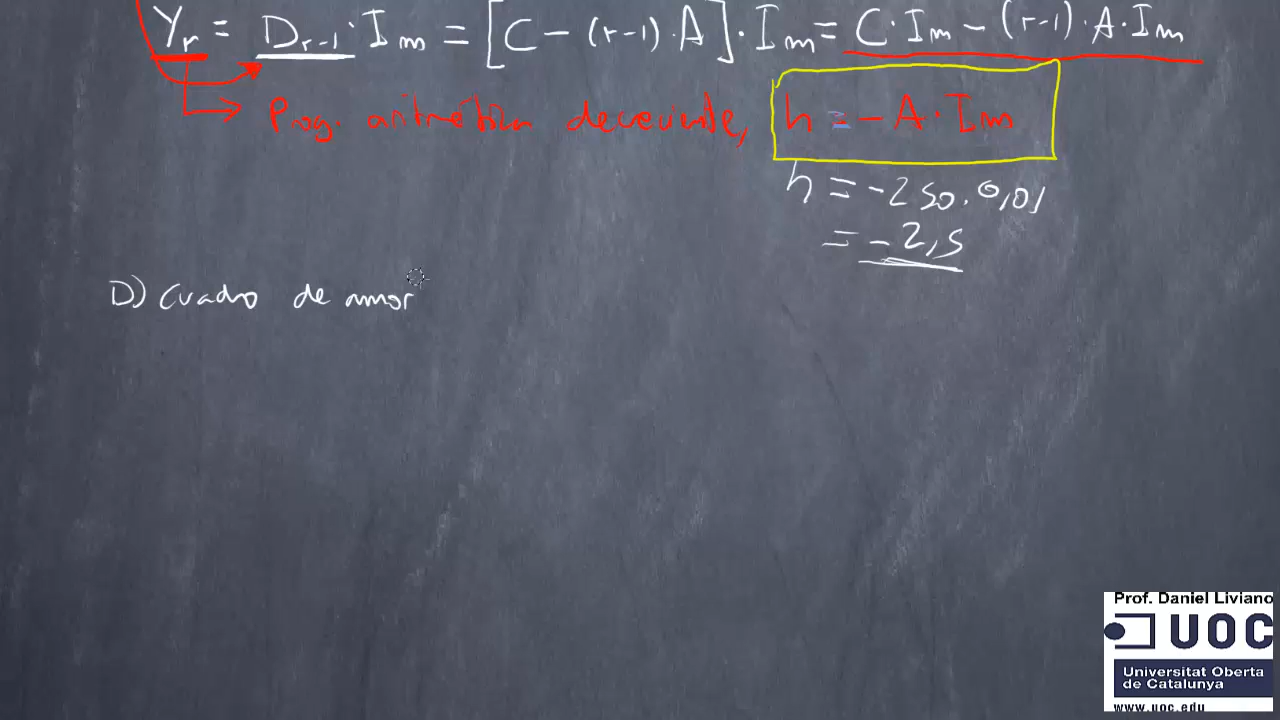 Yr = Dr-1 · Im = [C - (r-1) · A] · Im = C · Im - (r-1) · A · Im
Prog. aritmética decreciente, h = - A · Im
h = -250 · 0,01
= -2,5
D) Cuadro de amor
Prof. Daniel Liviano
UOC
Universitat Oberta
de Catalunya
www.uoc.edu